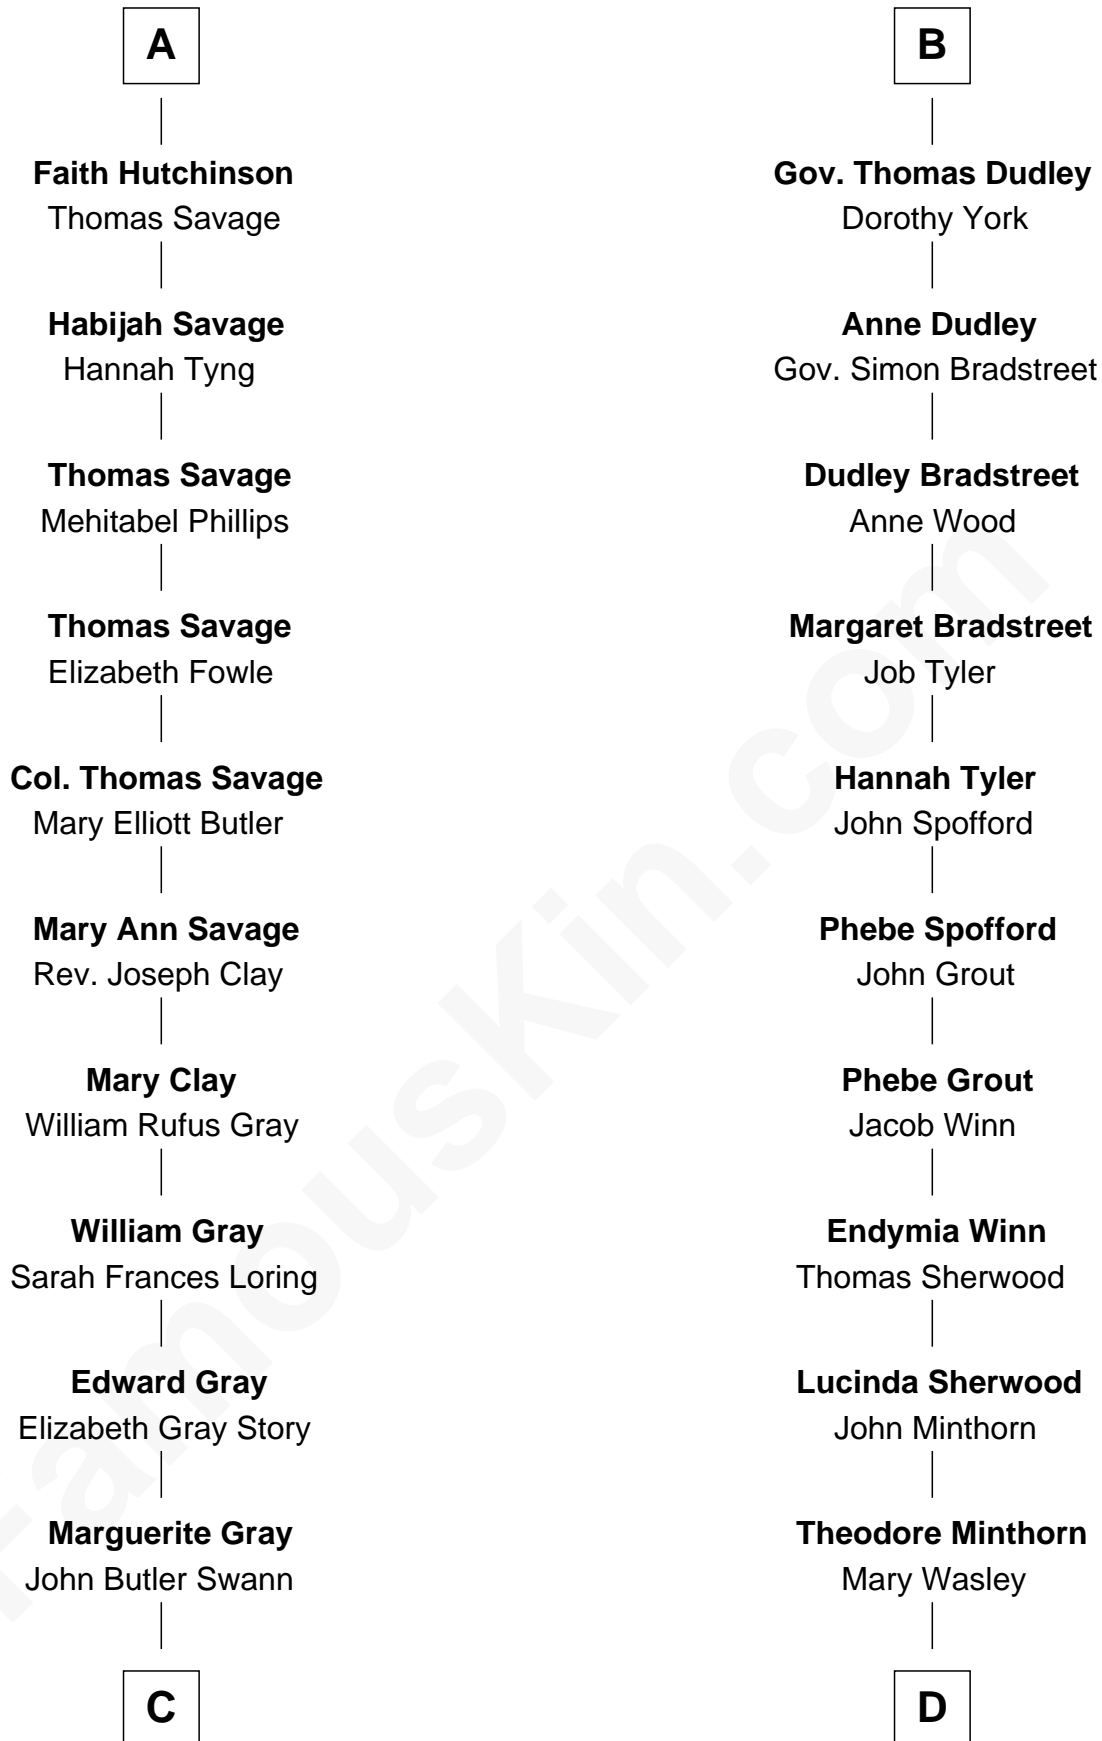 A
Faith Hutchinson
Thomas Savage
Habijah Savage
Hannah Tyng
Thomas Savage
Mehitabel Phillips
Thomas Savage
Elizabeth Fowle
Col. Thomas Savage
Mary Elliott Butler
Mary Ann Savage
Rev. Joseph Clay
Mary Clay
William Rufus Gray
William Gray
Sarah Frances Loring
Edward Gray
Elizabeth Gray Story
Marguerite Gray
John Butler Swann
C
B
Gov. Thomas Dudley
Dorothy York
Anne Dudley
Gov. Simon Bradstreet
Dudley Bradstreet
Anne Wood
Margaret Bradstreet
Job Tyler
Hannah Tyler
John Spofford
Phebe Spofford
John Grout
Phebe Grout
Jacob Winn
Endymia Winn
Thomas Sherwood
Lucinda Sherwood
John Minthorn
Theodore Minthorn
Mary Wasley
D
FamousKin.com